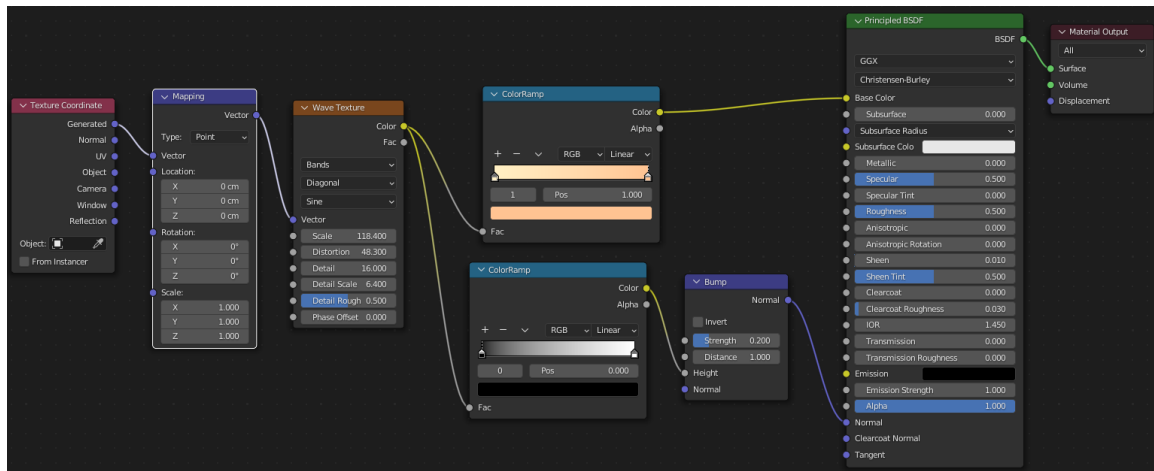 Texture Coordinate
Generated
Normal
UV
Object
Camera
Window
Reflection
Object:
From Instancer
Mapping
Vector
Type: Point
Vector
Location:
X 0 cm
Y 0 cm
Z 0 cm
Rotation:
X 0°
Y 0°
Z 0°
Scale:
X 1.000
Y 1.000
Z 1.000
Wave Texture
Color
Fac
Bands
Diagonal
Sine
Vector
Scale 118.400
Distortion 48.300
Detail 16.000
Detail Scale 6.400
Detail Rough 0.500
Phase Offset 0.000
ColorRamp
Color
Alpha
RGB Linear
1 Pos 1.000
Fac
ColorRamp
Color
Alpha
RGB Linear
0 Pos 0.000
Fac
Bump
Normal
Invert
Strength 0.200
Distance 1.000
Height
Normal
Principled BSDF
BSDF
GGX
Christensen-Burley
Base Color
Subsurface 0.000
Subsurface Radius
Subsurface Colo
Metallic 0.000
Specular 0.500
Specular Tint 0.000
Roughness 0.500
Anisotropic 0.000
Anisotropic Rotation 0.000
Sheen 0.010
Sheen Tint 0.500
Clearcoat 0.000
Clearcoat Roughness 0.030
IOR 1.450
Transmission 0.000
Transmission Roughness 0.000
Emission
Emission Strength 1.000
Alpha 1.000
Normal
Clearcoat Normal
Tangent
Material Output
All
Surface
Volume
Displacement